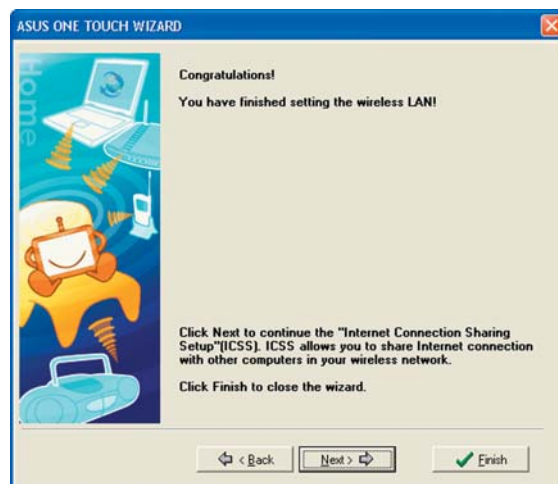 ASUS ONE TOUCH WIZARD
Home
Congratulations!
You have finished setting the wireless LAN!
Click Next to continue the "Internet Connection Sharing
Setup"(ICSS). ICSS allows you to share Internet connection
with other computers in your wireless network.
Click Finish to close the wizard.
< Back
Next >
Finish